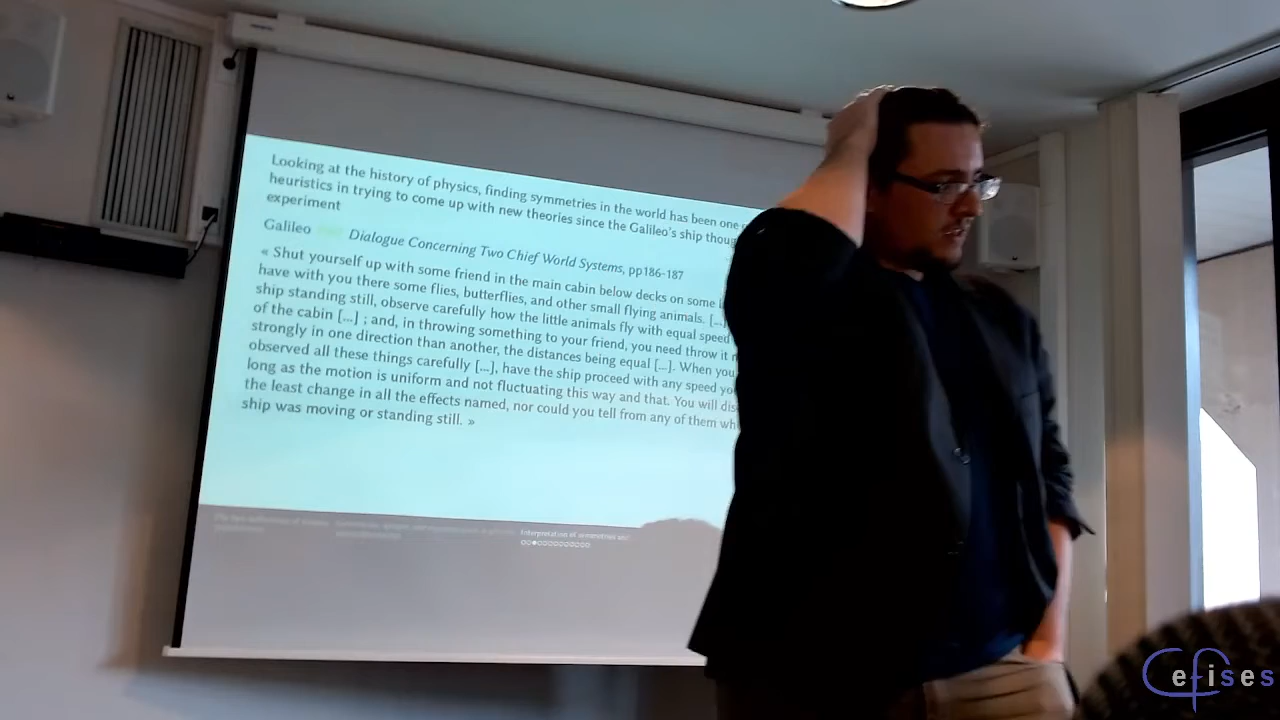 Looking at the history of physics, finding symmetries in the world has been one
heuristics in trying to come up with new theories since the Galileo's ship
experiment
Galileo Dialogue Concerning Two Chief World Systems, pp186-187
« Shut yourself up with some friend in the main cabin below decks on some
have with you there some flies, butterflies, and other small flying animals. [...]
ship standing still, observe carefully how the little animals fly with equal speed
of the cabin [...] ; and, in throwing something to your friend, you need throw it
strongly in one direction than another, the distances being equal [...]. When you
observed all these things carefully [...], have the ship proceed with any speed
long as the motion is uniform and not fluctuating this way and that. You will
the least change in all the effects named, nor could you tell from any of them
ship was moving or standing still. »
Interpretation of symmetries
Cefises